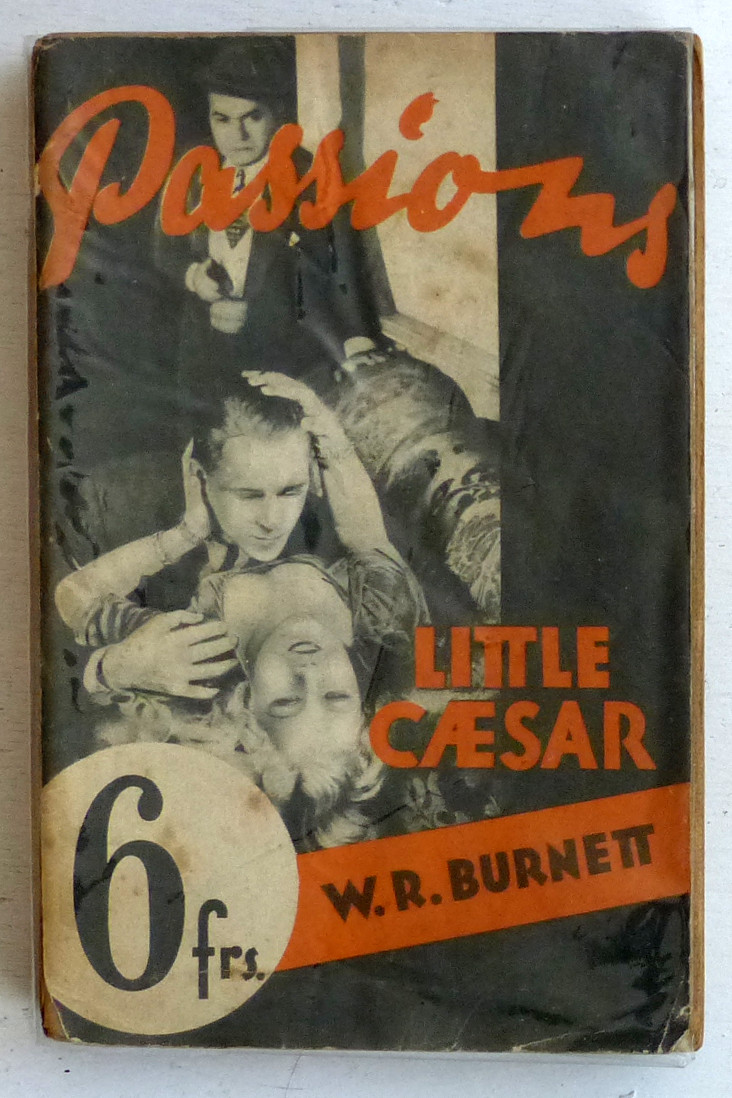 Passions
LITTLE
CÆSAR
W. R. BURNETT
6 frs.